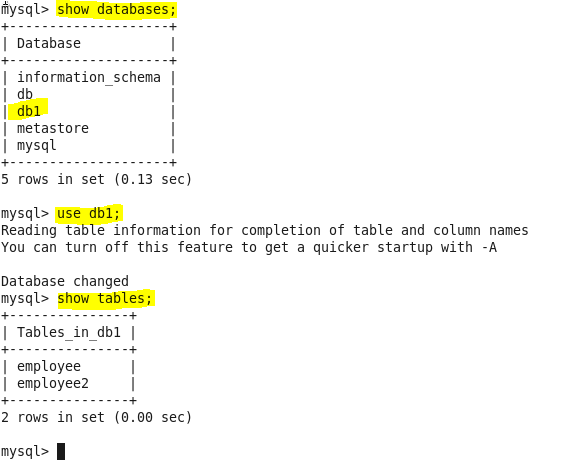 mysql> show databases;
+--------------------+
| Database           |
+--------------------+
| information_schema |
| db                 |
| db1                |
| metastore          |
| mysql              |
+--------------------+
5 rows in set (0.13 sec)
mysql> use db1;
Reading table information for completion of table and column names
You can turn off this feature to get a quicker startup with -A
Database changed
mysql> show tables;
+---------------+
| Tables_in_db1 |
+---------------+
| employee      |
| employee2     |
+---------------+
2 rows in set (0.00 sec)
mysql>